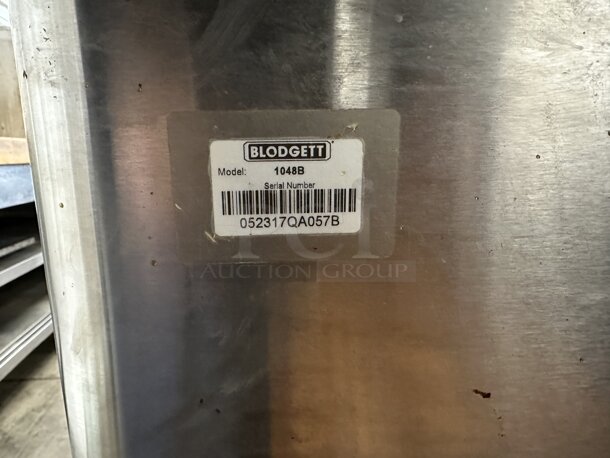 BLODGETT
Model: 1048B
Serial Number
052317QA057B
AUCTION GROUP